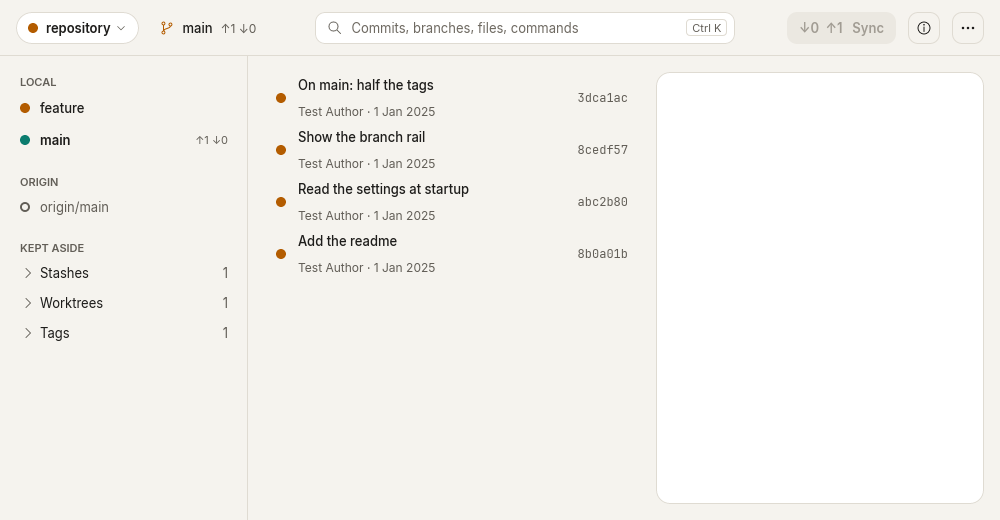 repository
main ↑1 ↓0
Commits, branches, files, commands
Ctrl K
↓0 ↑1 Sync
LOCAL
feature
main ↑1 ↓0
ORIGIN
origin/main
KEPT ASIDE
Stashes 1
Worktrees 1
Tags 1
On main: half the tags
Test Author · 1 Jan 2025
3dca1ac
Show the branch rail
Test Author · 1 Jan 2025
8cedf57
Read the settings at startup
Test Author · 1 Jan 2025
abc2b80
Add the readme
Test Author · 1 Jan 2025
8b0a01b